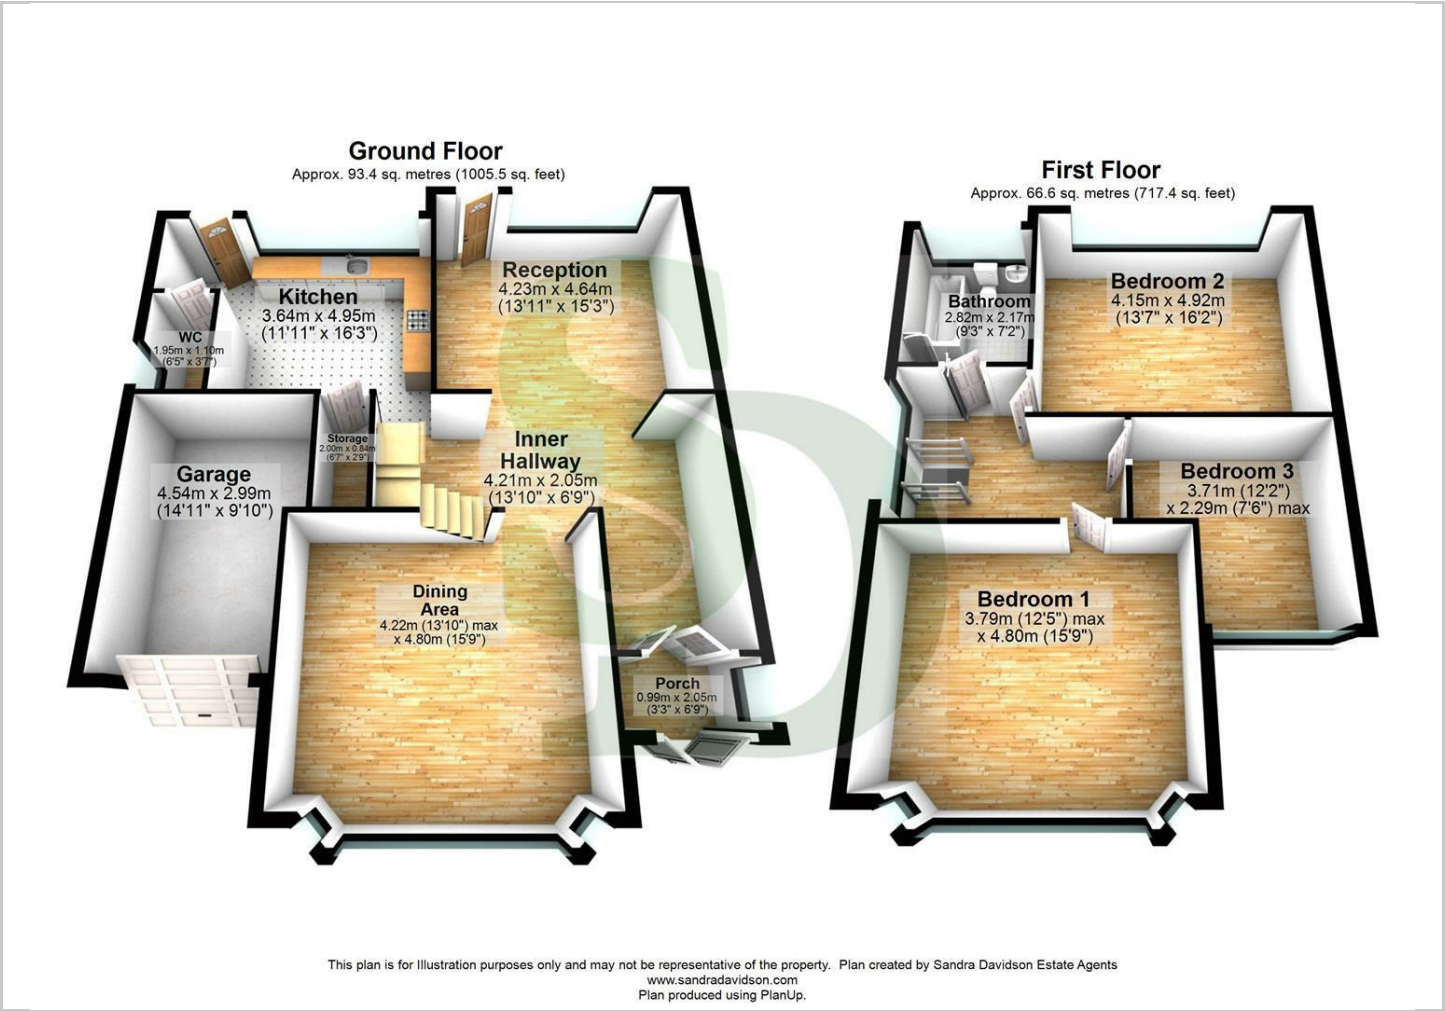 Ground Floor
Approx. 93.4 sq. metres (1005.5 sq. feet)
First Floor
Approx. 66.6 sq. metres (717.4 sq. feet)
Kitchen
3.64m x 4.95m
(11'11" x 16'3")
Reception
4.23m x 4.64m
(13'11" x 15'3")
WC
1.95m x 1.10m
(6'5" x 3'7")
Storage
2.00m x 0.84m
(6'7" x 2'9")
Inner
Hallway
4.21m x 2.05m
(13'10" x 6'9")
Garage
4.54m x 2.99m
(14'11" x 9'10")
Dining
Area
4.22m (13'10") max
x 4.80m (15'9")
Porch
0.99m x 2.05m
(3'3" x 6'9")
Bathroom
2.82m x 2.17m
(9'3" x 7'2")
Bedroom 2
4.15m x 4.92m
(13'7" x 16'2")
Bedroom 3
3.71m (12'2")
x 2.29m (7'6") max
Bedroom 1
3.79m (12'5") max
x 4.80m (15'9")
SD
This plan is for Illustration purposes only and may not be representative of the property.  Plan created by Sandra Davidson Estate Agents
www.sandradavidson.com
Plan produced using PlanUp.